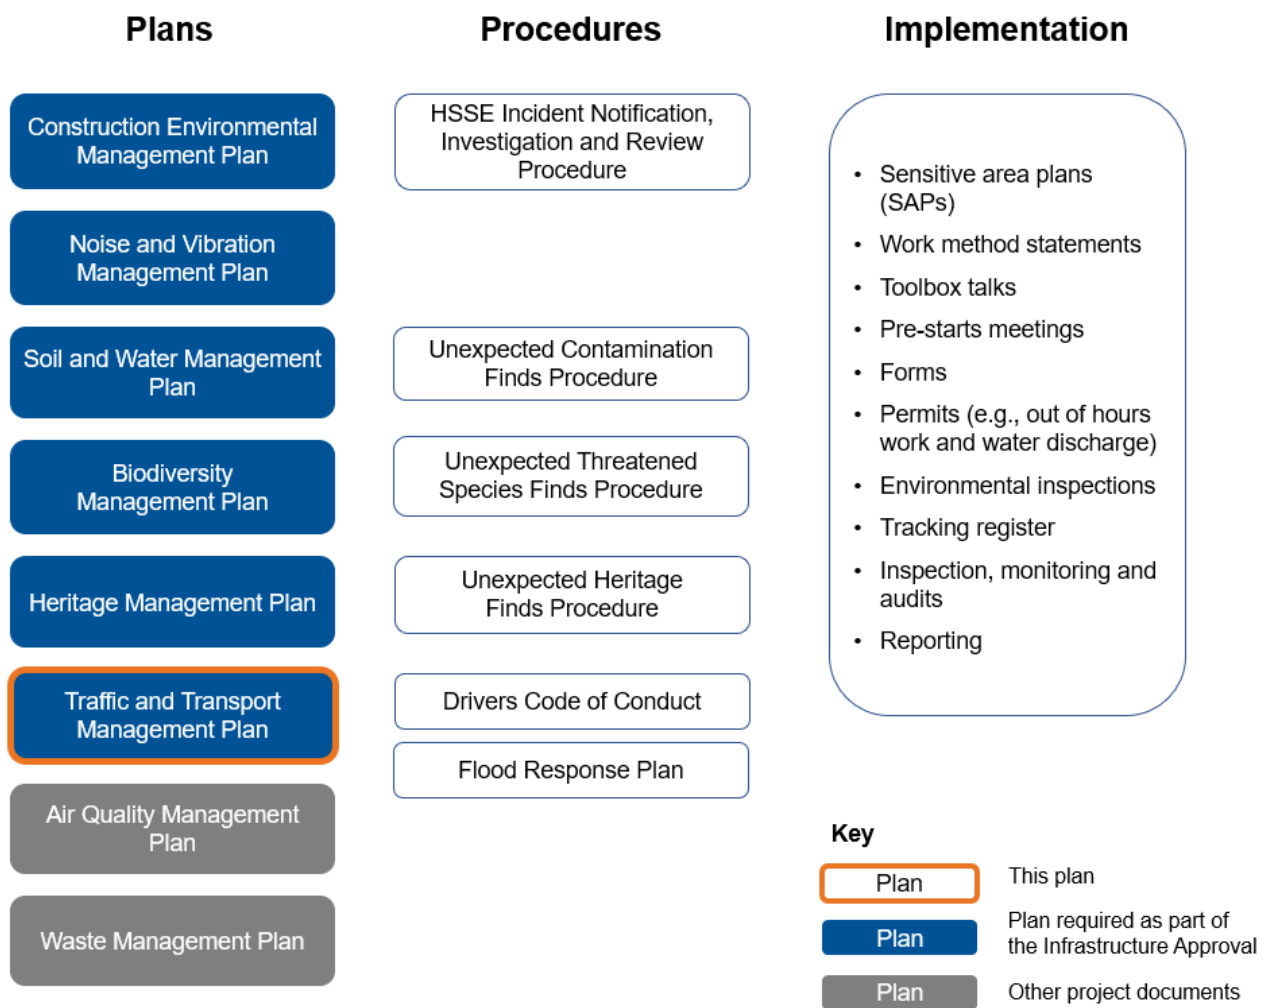 Plans
Procedures
Implementation
Construction Environmental
Management Plan
Noise and Vibration
Management Plan
Soil and Water Management
Plan
Biodiversity
Management Plan
Heritage Management Plan
Traffic and Transport
Management Plan
Air Quality Management
Plan
Waste Management Plan
HSSE Incident Notification,
Investigation and Review
Procedure
Unexpected Contamination
Finds Procedure
Unexpected Threatened
Species Finds Procedure
Unexpected Heritage
Finds Procedure
Drivers Code of Conduct
Flood Response Plan
• Sensitive area plans
(SAPs)
• Work method statements
• Toolbox talks
• Pre-starts meetings
• Forms
• Permits (e.g., out of hours
work and water discharge)
• Environmental inspections
• Tracking register
• Inspection, monitoring and
audits
• Reporting
Key
Plan
This plan
Plan
Plan required as part of
the Infrastructure Approval
Plan
Other project documents